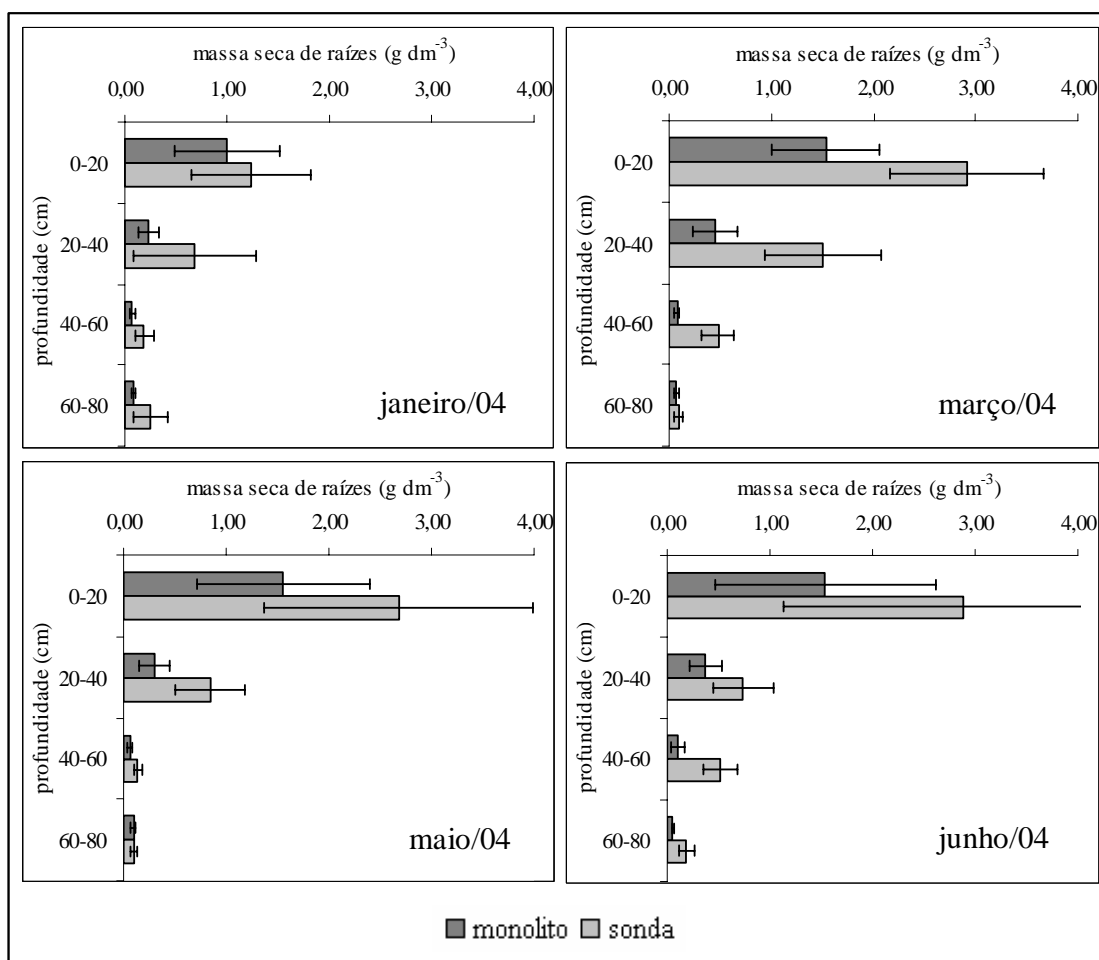 massa seca de raízes (g dm-3)
0,00 1,00 2,00 3,00 4,00
profundidade (cm)
0-20
20-40
40-60
60-80
janeiro/04
massa seca de raízes (g dm-3)
0,00 1,00 2,00 3,00 4,00
profundidade (cm)
0-20
20-40
40-60
60-80
março/04
massa seca de raízes (g dm-3)
0,00 1,00 2,00 3,00 4,00
profundidade (cm)
0-20
20-40
40-60
60-80
maio/04
massa seca de raízes (g dm-3)
0,00 1,00 2,00 3,00 4,00
profundidade (cm)
0-20
20-40
40-60
60-80
junho/04
monolito sonda